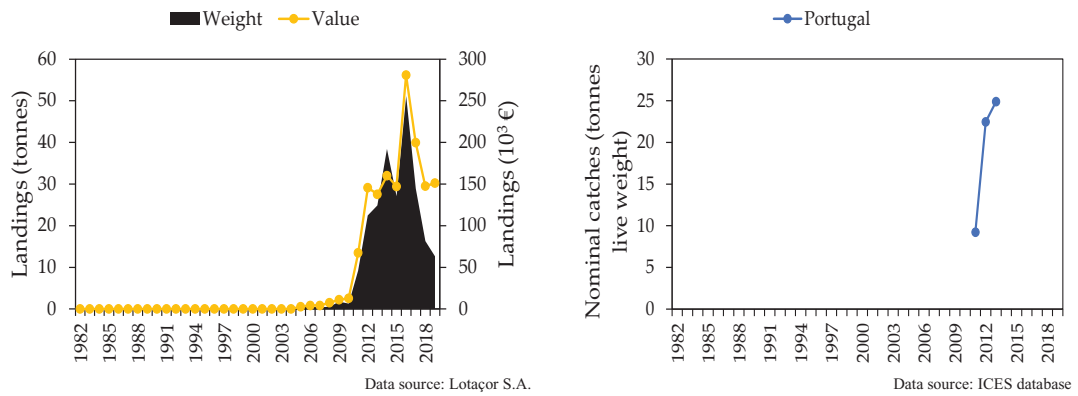 Weight Value
60
50
40
30
20
10
0
Landings (tonnes)
300
250
200
150
100
50
0
Landings (10³ €)
1982 1985 1988 1991 1994 1997 2000 2003 2006 2009 2012 2015 2018
Data source: Lotaçor S.A.
Portugal
30
25
20
15
10
5
0
Nominal catches (tonnes
live weight)
1982 1985 1988 1991 1994 1997 2000 2003 2006 2009 2012 2015 2018
Data source: ICES database